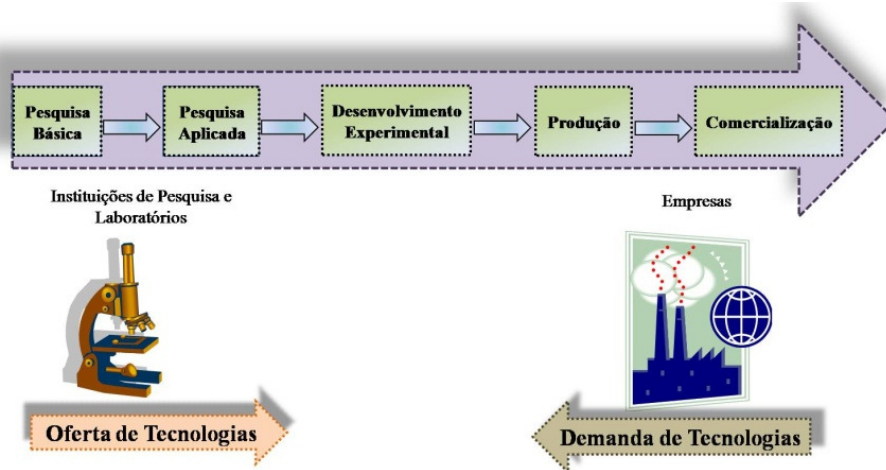 Pesquisa
Básica
Pesquisa
Aplicada
Desenvolvimento
Experimental
Produção
Comercialização
Instituições de Pesquisa e
Laboratórios
Empresas
Oferta de Tecnologias
Demanda de Tecnologias